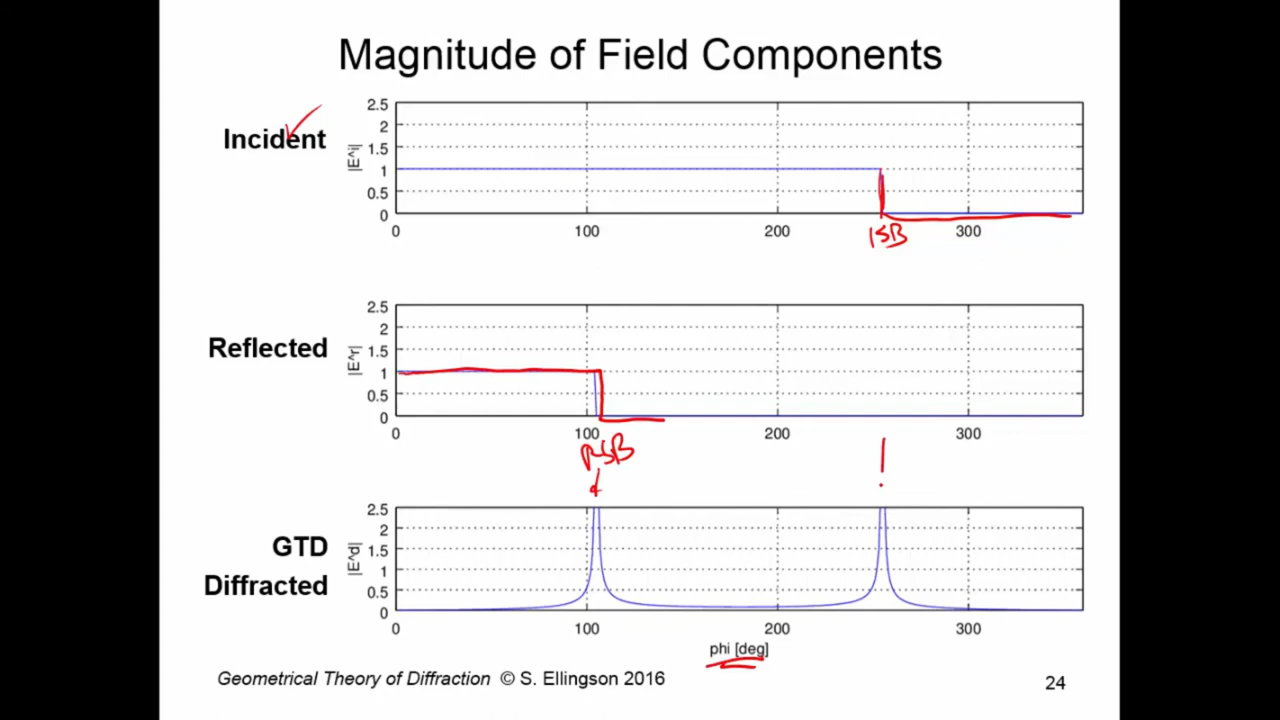 Magnitude of Field Components
Incident
|E^i|
2.5
2
1.5
1
0.5
0
0 100 200 300
ISB
Reflected
|E^r|
2.5
2
1.5
1
0.5
0
0 100 200 300
RSB
!
GTD
Diffracted
|E^d|
2.5
2
1.5
1
0.5
0
0 100 200 300
phi [deg]
Geometrical Theory of Diffraction © S. Ellingson 2016
24